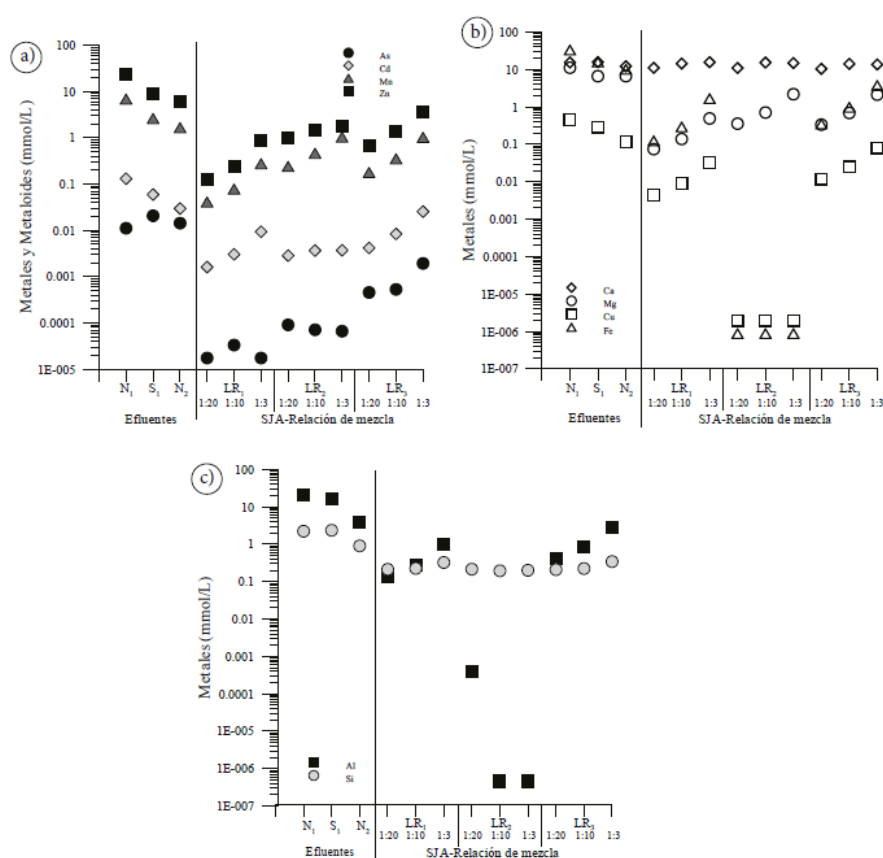 a)
Metales y Metaloides (mmol/L)
100
10
1
0.1
0.01
0.001
0.0001
1E-005
As
Cd
Mn
Zn
N1 S1 N2 LR1 LR2 LR3
1:20 1:10 1:3 1:20 1:10 1:3 1:20 1:10 1:3
Efluentes SJA-Relación de mezcla
b)
Metales (mmol/L)
100
10
1
0.1
0.01
0.001
0.0001
1E-005
1E-006
1E-007
Ca
Mg
Cu
Fe
N1 S1 N2 LR1 LR2 LR3
1:20 1:10 1:3 1:20 1:10 1:3 1:20 1:10 1:3
Efluentes SJA-Relación de mezcla
c)
Metales (mmol/L)
100
10
1
0.1
0.01
0.001
0.0001
1E-005
1E-006
1E-007
Al
Si
N1 S1 N2 LR1 LR2 LR3
1:20 1:10 1:3 1:20 1:10 1:3 1:20 1:10 1:3
Efluentes SJA-Relación de mezcla